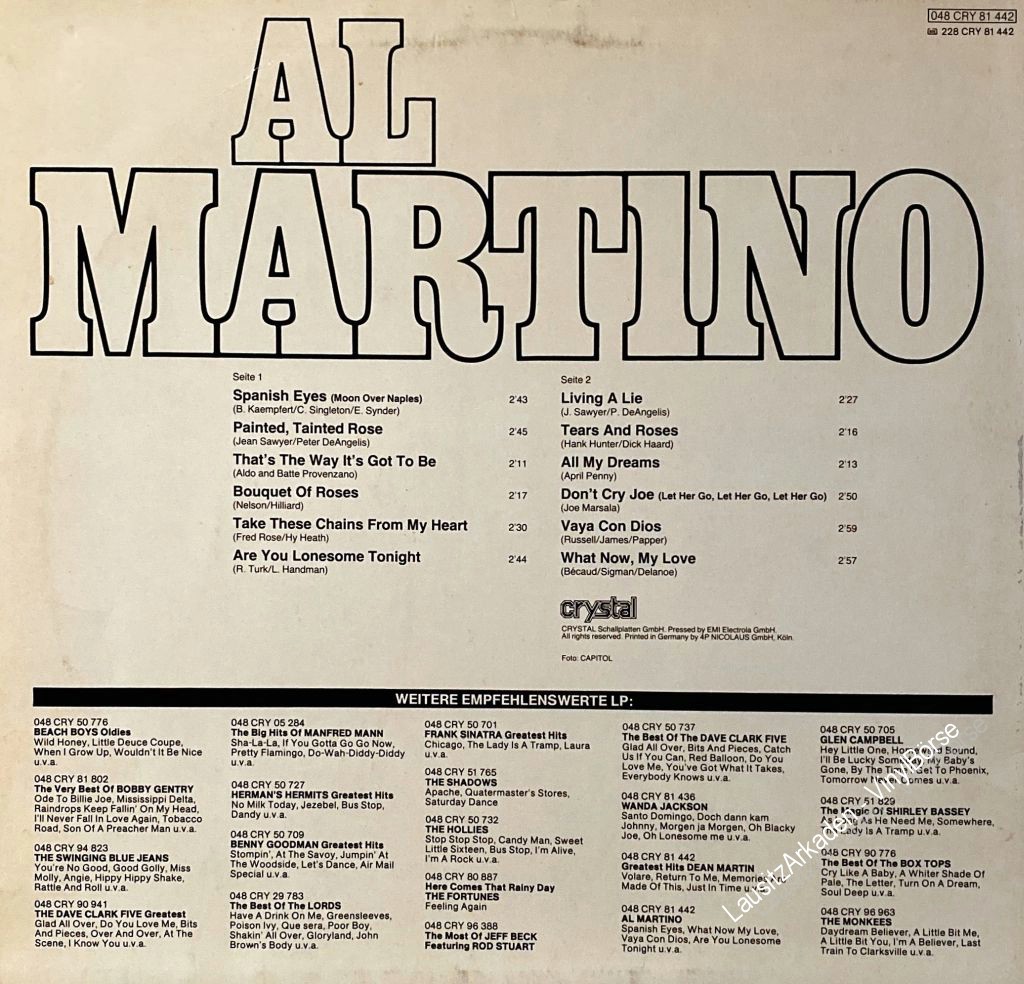 048 CRY 81 442
228 CRY 81 442
AL
MARTINO
Seite 1
Spanish Eyes (Moon Over Naples) 2'43
(B. Kaempfert/C. Singleton/E. Synder)
Painted, Tainted Rose 2'45
(Jean Sawyer/Peter DeAngelis)
That's The Way It's Got To Be 2'11
(Aldo and Batte Provenzano)
Bouquet Of Roses 2'17
(Nelson/Hilliard)
Take These Chains From My Heart 2'30
(Fred Rose/Hy Heath)
Are You Lonesome Tonight 2'44
(R. Turk/L. Handman)
Seite 2
Living A Lie 2'27
(J. Sawyer/P. DeAngelis)
Tears And Roses 2'16
(Hank Hunter/Dick Haard)
All My Dreams 2'13
(April Penny)
Don't Cry Joe (Let Her Go, Let Her Go, Let Her Go) 2'50
(Joe Marsala)
Vaya Con Dios 2'59
(Russell/James/Papper)
What Now, My Love 2'57
(Bécaud/Sigman/Delanoe)
crystal
CRYSTAL Schallplatten GmbH. Pressed by EMI Electrola GmbH.
All rights reserved. Printed in Germany by 4P NICOLAUS GmbH, Köln.
Foto: CAPITOL
WEITERE EMPFEHLENSWERTE LP:
048 CRY 50 776
BEACH BOYS Oldies
Wild Honey, Little Deuce Coupe,
When I Grow Up, Wouldn't It Be Nice
u.v.a.
048 CRY 81 802
The Very Best Of BOBBY GENTRY
Ode To Billie Joe, Mississippi Delta,
Raindrops Keep Fallin' On My Head,
I'll Never Fall In Love Again, Tobacco
Road, Son Of A Preacher Man u.v.a.
048 CRY 94 823
THE SWINGING BLUE JEANS
You're No Good, Good Golly, Miss
Molly, Angie, Hippy Hippy Shake,
Rattle And Roll u.v.a.
048 CRY 90 941
THE DAVE CLARK FIVE Greatest
Glad All Over, Do You Love Me, Bits
And Pieces, Over And Over, At The
Scene, I Know You u.v.a.
048 CRY 05 284
The Big Hits Of MANFRED MANN
Sha-La-La, If You Gotta Go Go Now,
Pretty Flamingo, Do-Wah-Diddy-Diddy
u.v.a.
048 CRY 50 727
HERMAN'S HERMITS Greatest Hits
No Milk Today, Jezebel, Bus Stop,
Dandy u.v.a.
048 CRY 50 709
BENNY GOODMAN Greatest Hits
Stompin', At The Savoy, Jumpin' At
The Woodside, Let's Dance, Air Mail
Special u.v.a.
048 CRY 29 783
The Best Of The LORDS
Have A Drink On Me, Greensleeves,
Poison Ivy, Que sera, Poor Boy,
Shakin' All Over, Gloryland, John
Brown's Body u.v.a.
048 CRY 50 701
FRANK SINATRA Greatest Hits
Chicago, The Lady Is A Tramp, Laura
u.v.a.
048 CRY 51 765
THE SHADOWS
Apache, Quatermaster's Stores,
Saturday Dance
048 CRY 50 732
THE HOLLIES
Stop Stop Stop, Candy Man, Sweet
Little Sixteen, Bus Stop, I'm Alive,
I'm A Rock u.v.a.
048 CRY 80 887
Here Comes That Rainy Day
THE FORTUNES
Feeling Again
048 CRY 96 388
The Most Of JEFF BECK
Featuring ROD STUART
048 CRY 50 737
The Best Of The DAVE CLARK FIVE
Glad All Over, Bits And Pieces, Catch
Us If You Can, Red Balloon, Do You
Love Me, You've Got What It Takes,
Everybody Knows u.v.a.
048 CRY 81 436
WANDA JACKSON
Santo Domingo, Doch dann kam
Johnny, Morgen ja Morgen, Oh Blacky
Joe, Oh Lonesome me u.v.a.
048 CRY 81 442
Greatest Hits DEAN MARTIN
Volare, Return To Me, Memories Are
Made Of This, Just In Time u.v.a.
048 CRY 81 442
AL MARTINO
Spanish Eyes, What Now My Love,
Vaya Con Dios, Are You Lonesome
Tonight u.v.a.
048 CRY 50 705
GLEN CAMPBELL
Hey Little One, Homeward Bound,
I'll Be Lucky Someday, My Baby's
Gone, By The Time I Get To Phoenix,
Tomorrow Never Comes u.v.a.
048 CRY 51 829
The Magic Of SHIRLEY BASSEY
As Long As He Need Me, Somewhere,
Lady Is A Tramp u.v.a.
048 CRY 90 776
The Best Of The BOX TOPS
Cry Like A Baby, A Whiter Shade Of
Pale, The Letter, Turn On A Dream,
Soul Deep u.v.a.
048 CRY 96 963
THE MONKEES
Daydream Believer, A Little Bit Me,
A Little Bit You, I'm A Believer, Last
Train To Clarksville u.v.a.
LausitzArkaden_VinylBörse